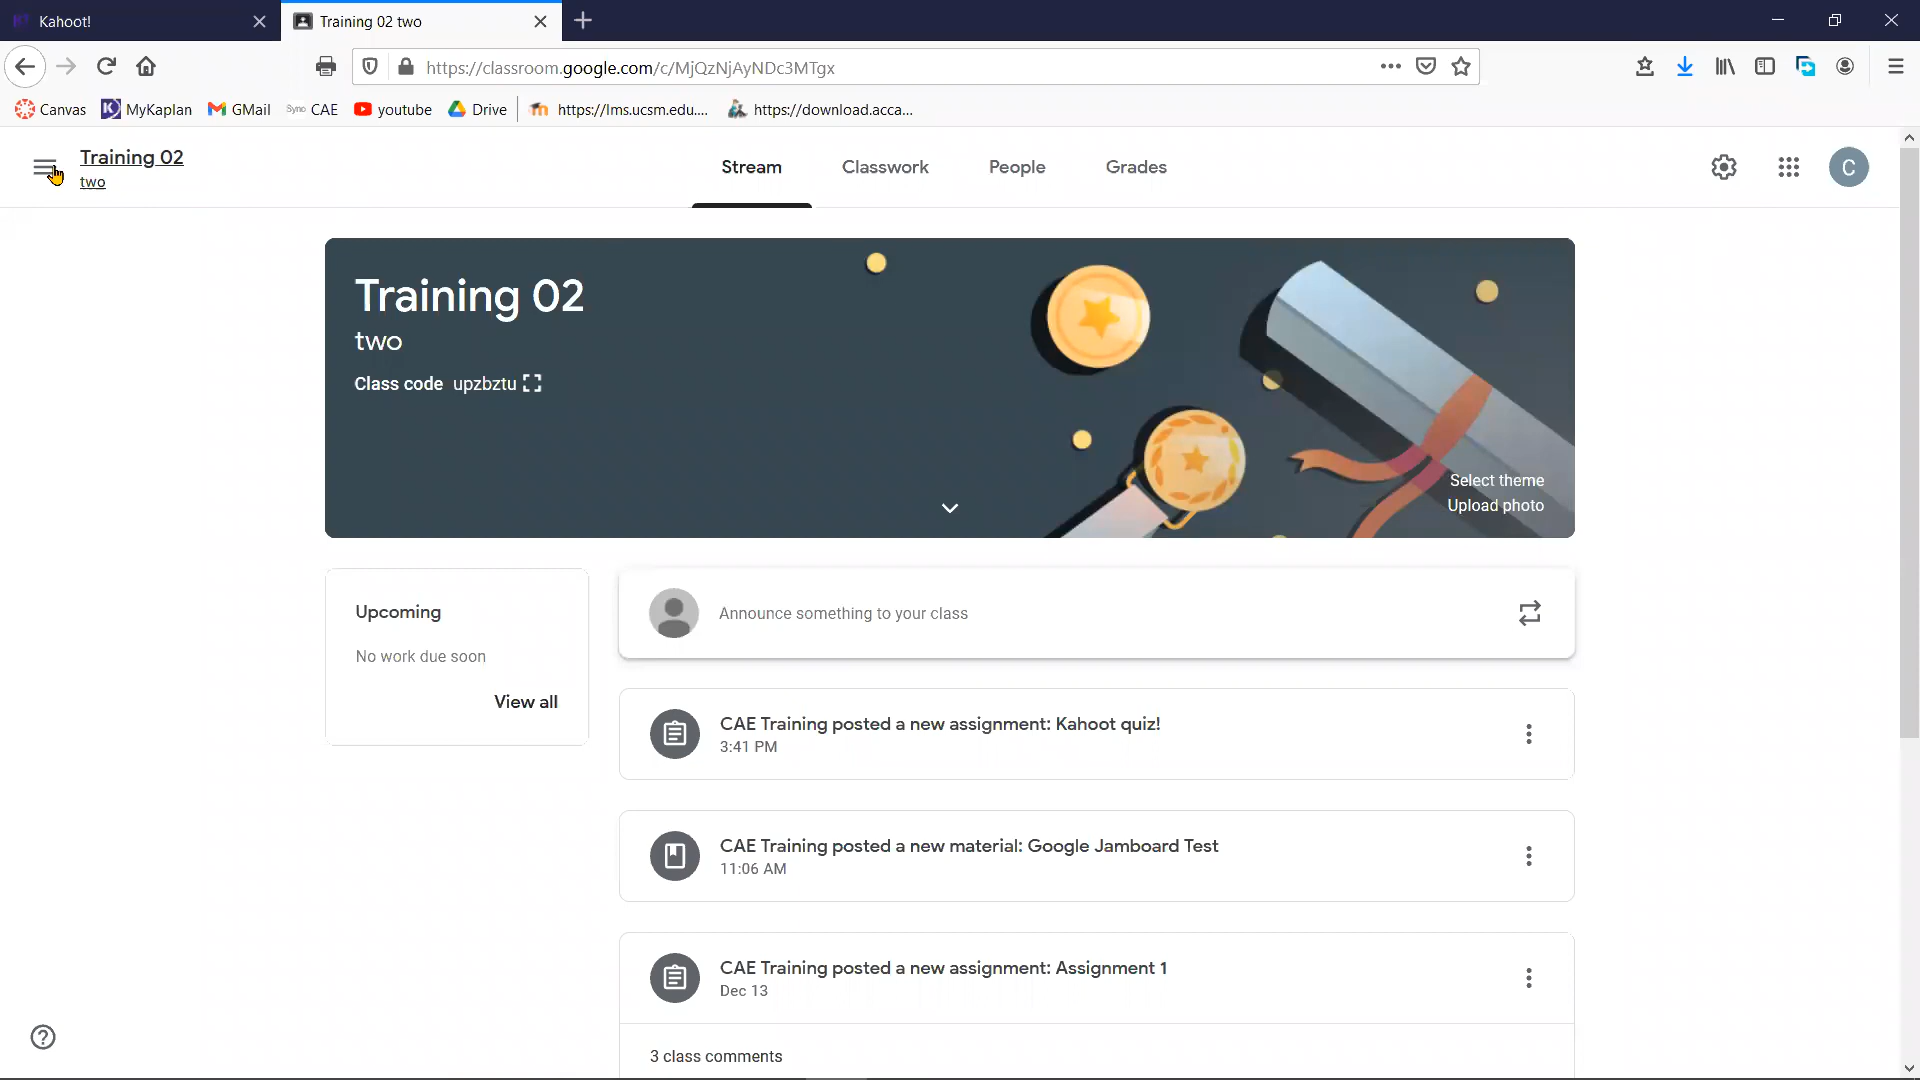 Kahoot!
Training 02 two
https://classroom.google.com/c/MjQzNjAyNDc3MTgx
Canvas
MyKaplan
GMail
Sync CAE
youtube
Drive
https://lms.ucsm.edu....
https://download.acca...
Training 02
two
Stream
Classwork
People
Grades
C
Training 02
two
Class code upzbztu
Select theme
Upload photo
Upcoming
No work due soon
View all
Announce something to your class
CAE Training posted a new assignment: Kahoot quiz!
3:41 PM
CAE Training posted a new material: Google Jamboard Test
11:06 AM
CAE Training posted a new assignment: Assignment 1
Dec 13
3 class comments